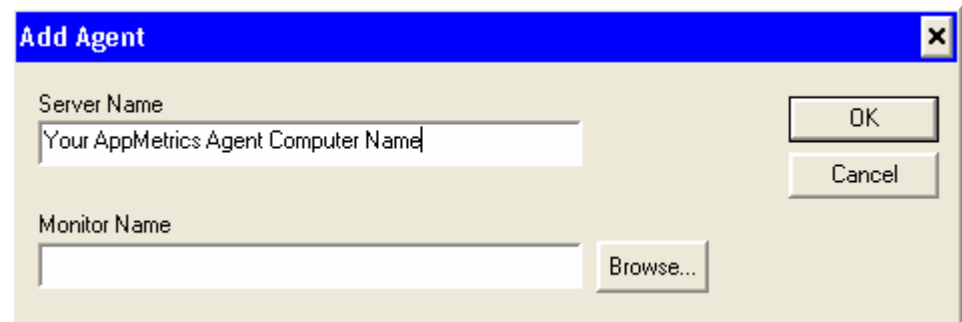 Add Agent
Server Name
Your AppMetrics Agent Computer Name
OK
Cancel
Monitor Name
Browse...